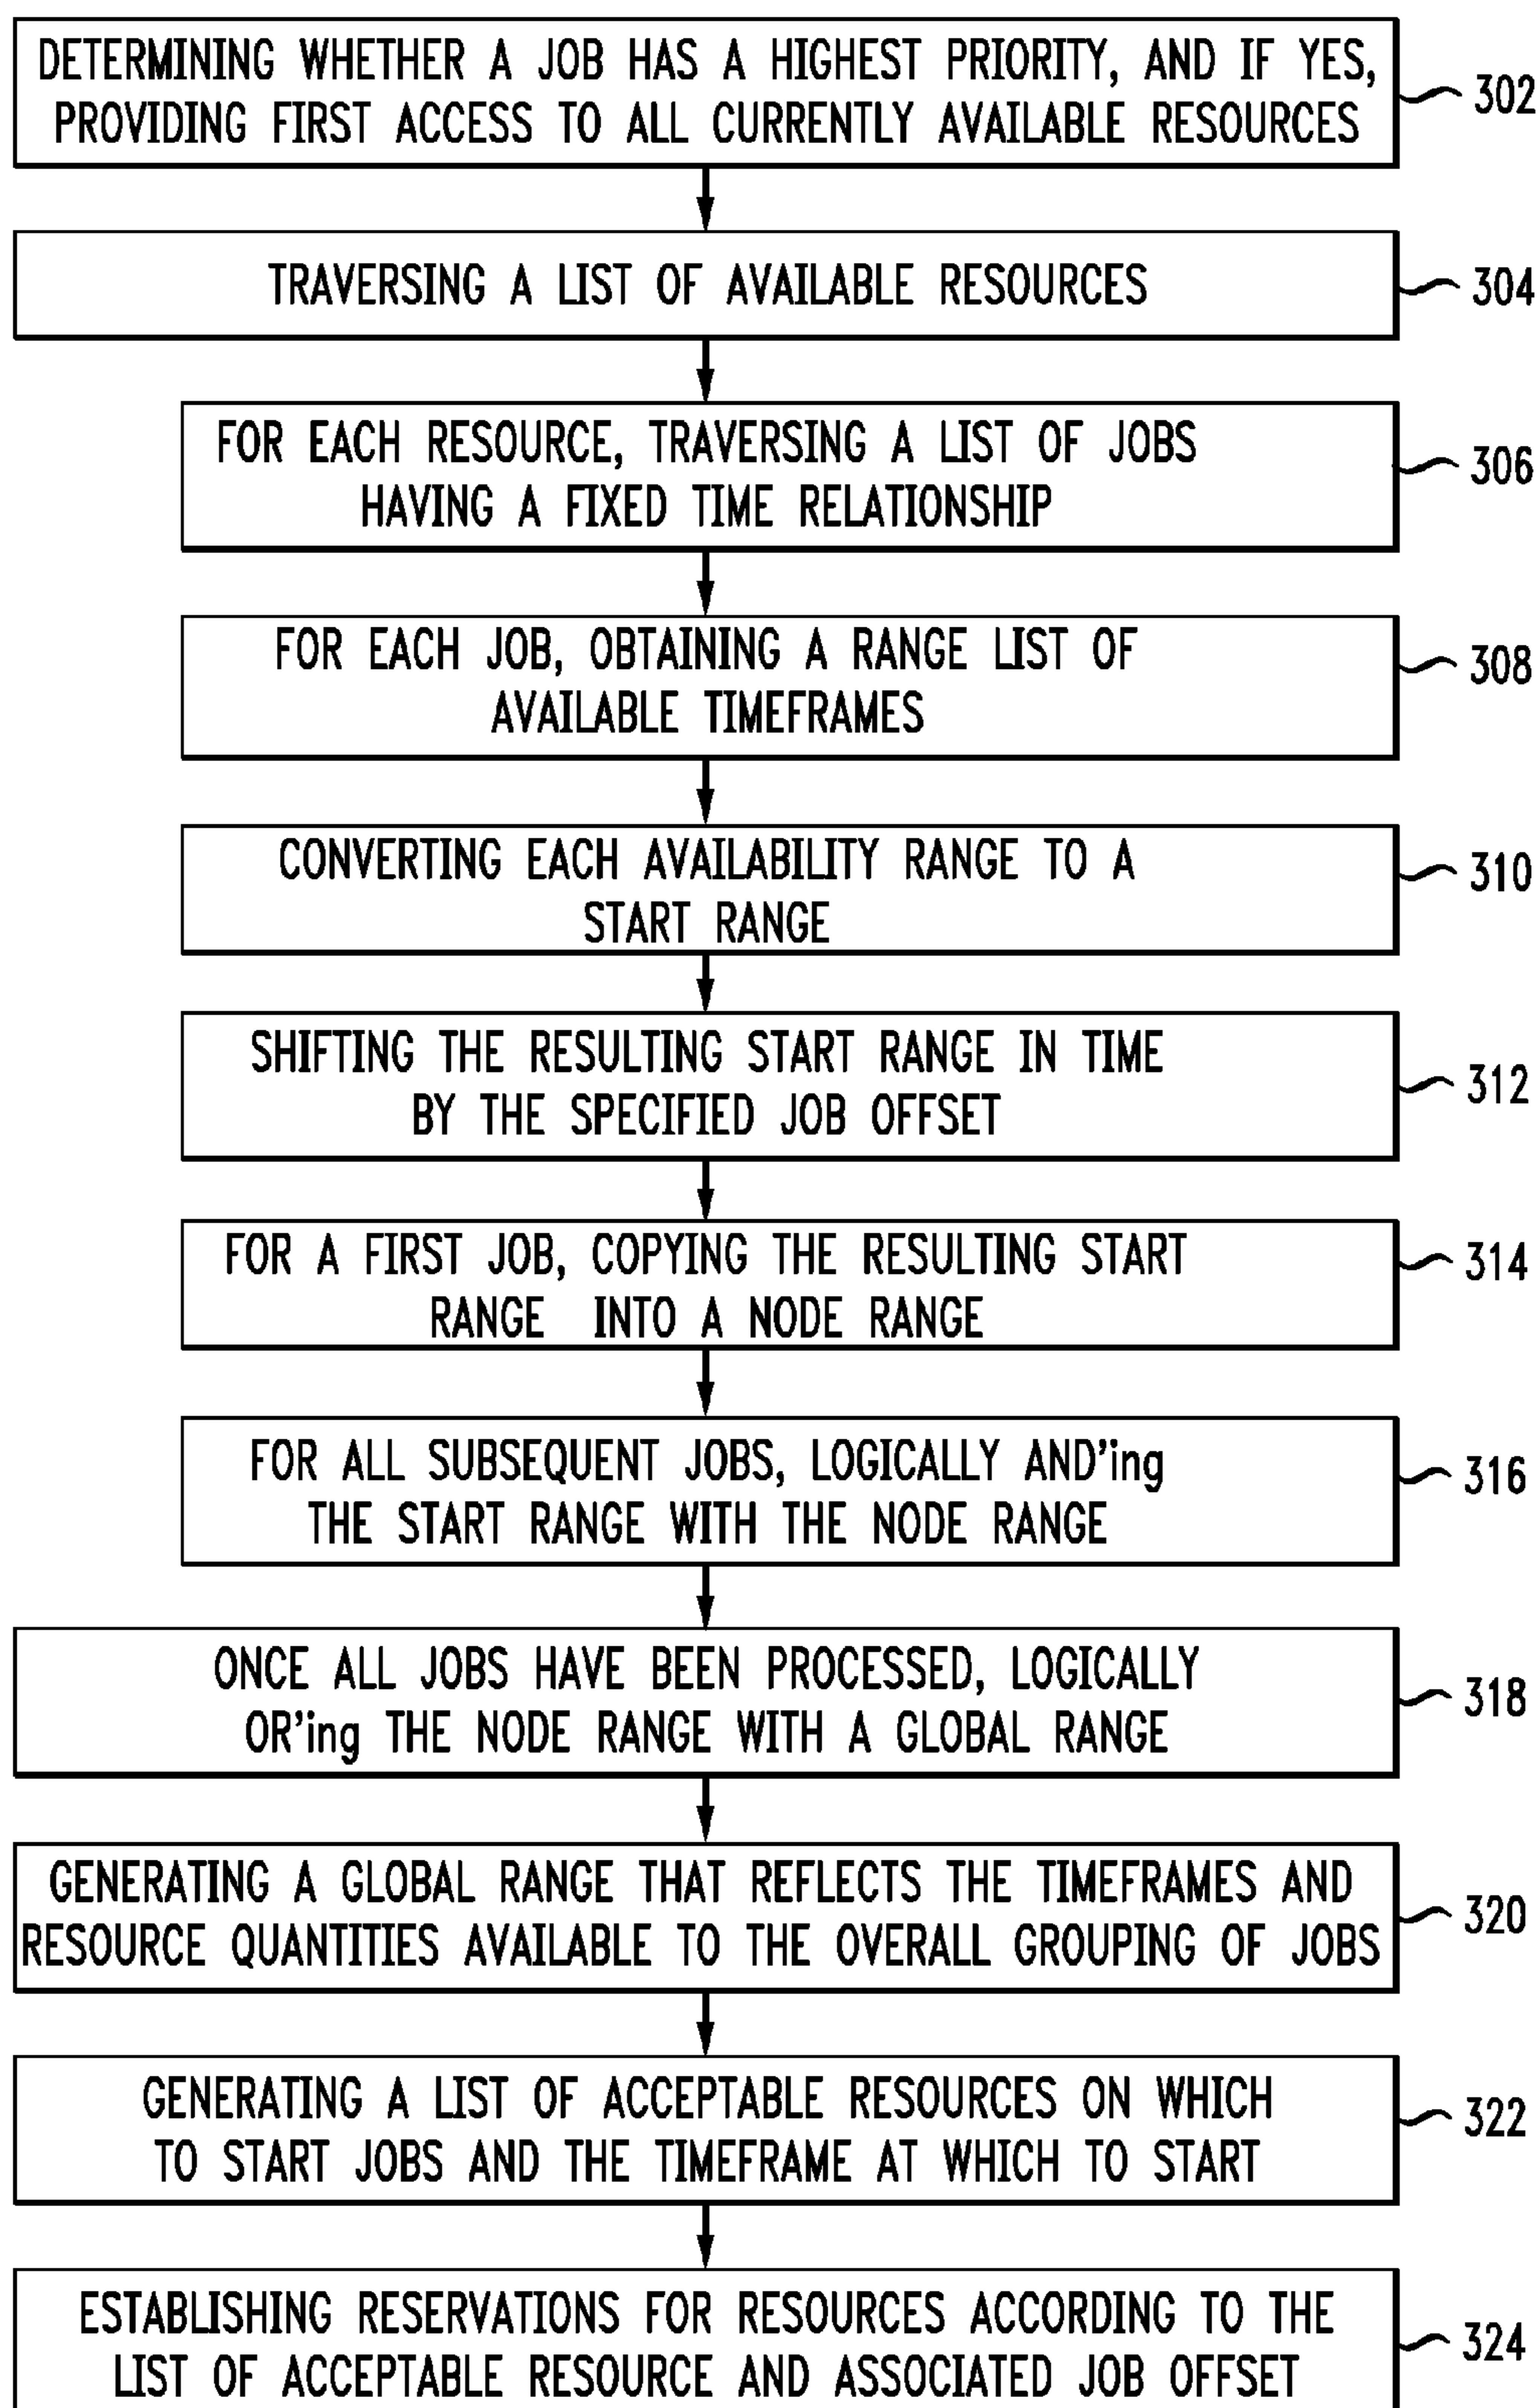 DETERMINING WHETHER A JOB HAS A HIGHEST PRIORITY, AND IF YES,
PROVIDING FIRST ACCESS TO ALL CURRENTLY AVAILABLE RESOURCES
302
TRAVERSING A LIST OF AVAILABLE RESOURCES
304
FOR EACH RESOURCE, TRAVERSING A LIST OF JOBS
HAVING A FIXED TIME RELATIONSHIP
306
FOR EACH JOB, OBTAINING A RANGE LIST OF
AVAILABLE TIMEFRAMES
308
CONVERTING EACH AVAILABILITY RANGE TO A
START RANGE
310
SHIFTING THE RESULTING START RANGE IN TIME
BY THE SPECIFIED JOB OFFSET
312
FOR A FIRST JOB, COPYING THE RESULTING START
RANGE INTO A NODE RANGE
314
FOR ALL SUBSEQUENT JOBS, LOGICALLY AND'ing
THE START RANGE WITH THE NODE RANGE
316
ONCE ALL JOBS HAVE BEEN PROCESSED, LOGICALLY
OR'ing THE NODE RANGE WITH A GLOBAL RANGE
318
GENERATING A GLOBAL RANGE THAT REFLECTS THE TIMEFRAMES AND
RESOURCE QUANTITIES AVAILABLE TO THE OVERALL GROUPING OF JOBS
320
GENERATING A LIST OF ACCEPTABLE RESOURCES ON WHICH
TO START JOBS AND THE TIMEFRAME AT WHICH TO START
322
ESTABLISHING RESERVATIONS FOR RESOURCES ACCORDING TO THE
LIST OF ACCEPTABLE RESOURCE AND ASSOCIATED JOB OFFSET
324